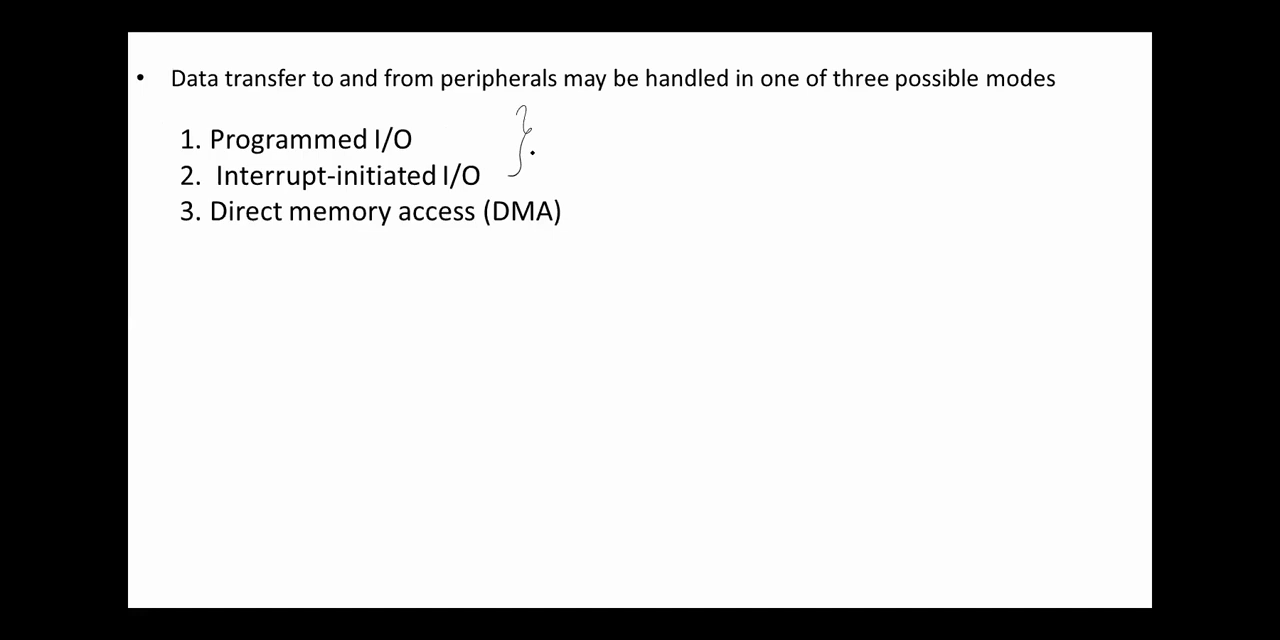 • Data transfer to and from peripherals may be handled in one of three possible modes
1. Programmed I/O
2. Interrupt-initiated I/O
3. Direct memory access (DMA)